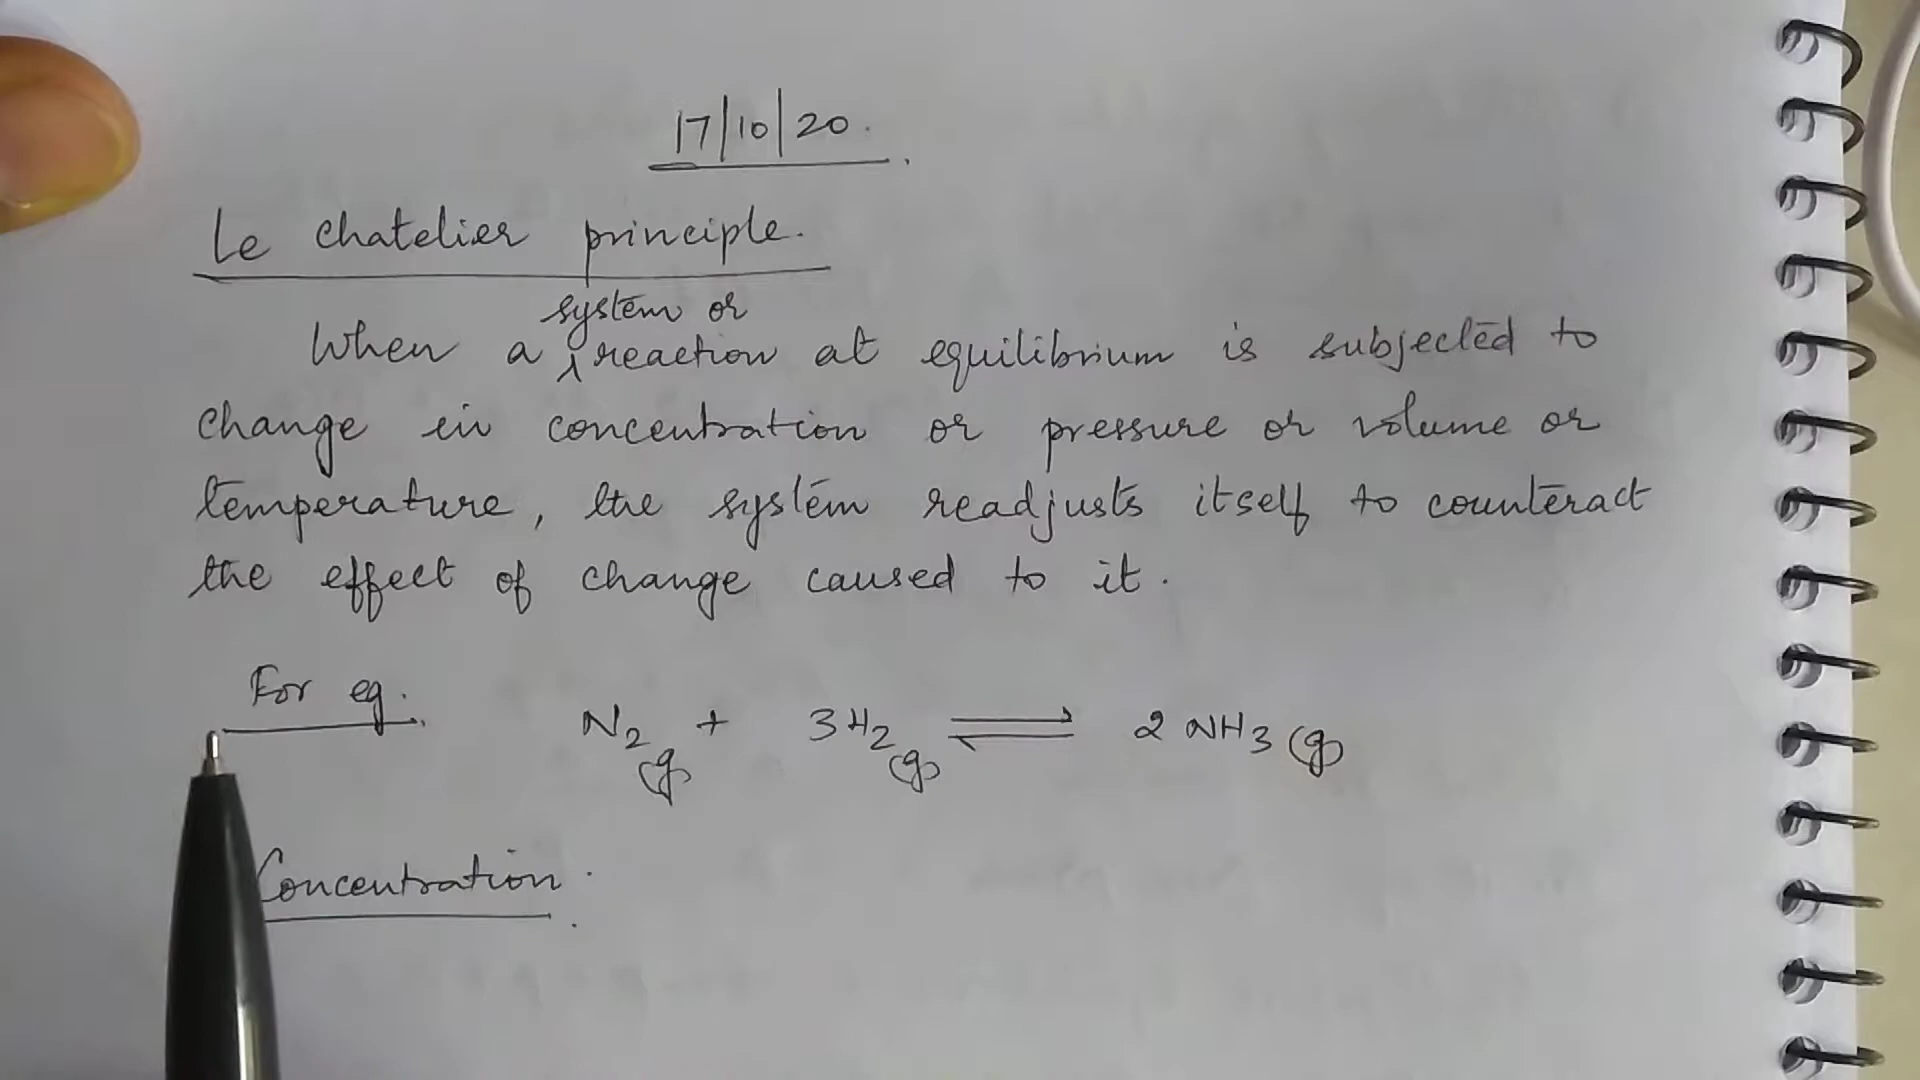 17/10/20.
Le chatelier principle.
system or
When a reaction at equilibrium is subjected to
change in concentration or pressure or volume or
temperature, the system readjusts itself to counteract
the effect of change caused to it.
For eg. N2(g) + 3H2(g) ⇌ 2NH3(g)
Concentration.